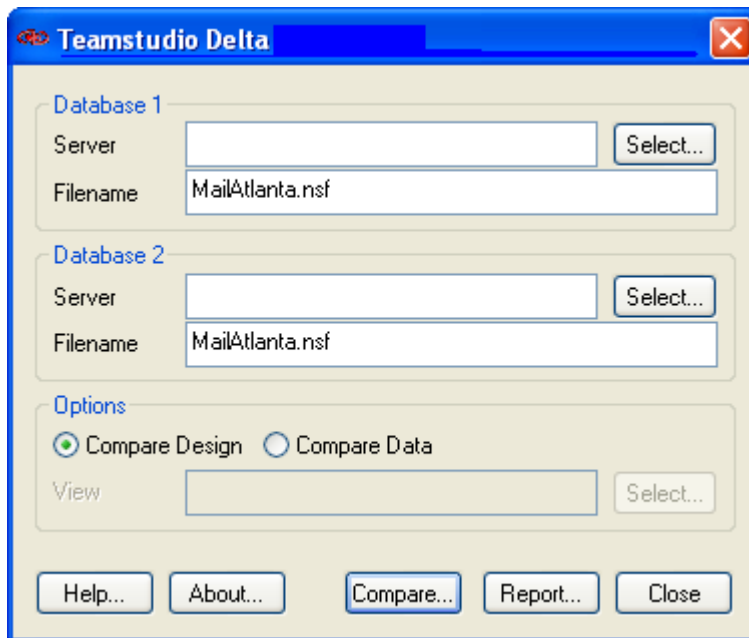 Teamstudio Delta
Database 1
Server Select...
Filename MailAtlanta.nsf
Database 2
Server Select...
Filename MailAtlanta.nsf
Options
Compare Design Compare Data
View Select...
Help... About... Compare... Report... Close